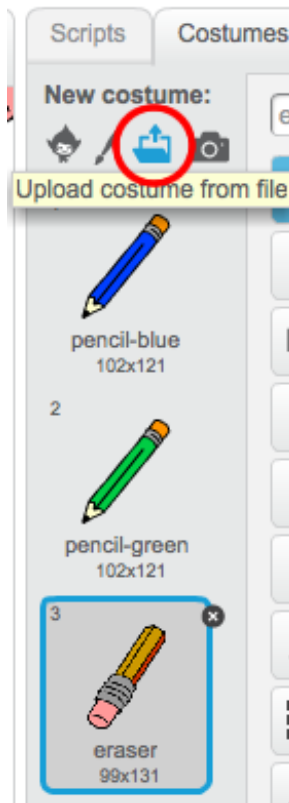 Scripts
Costumes
New costume:
Upload costume from file
pencil-blue
102x121
2
pencil-green
102x121
3
eraser
99x131